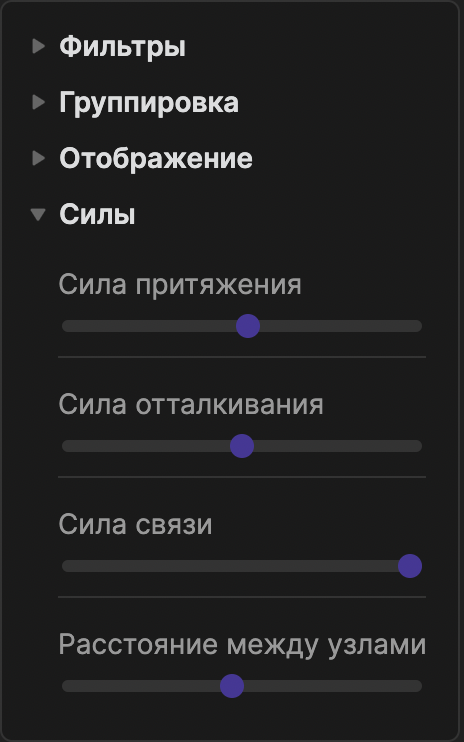 Фильтры
Группировка
Отображение
Силы
Сила притяжения
Сила отталкивания
Сила связи
Расстояние между узлами